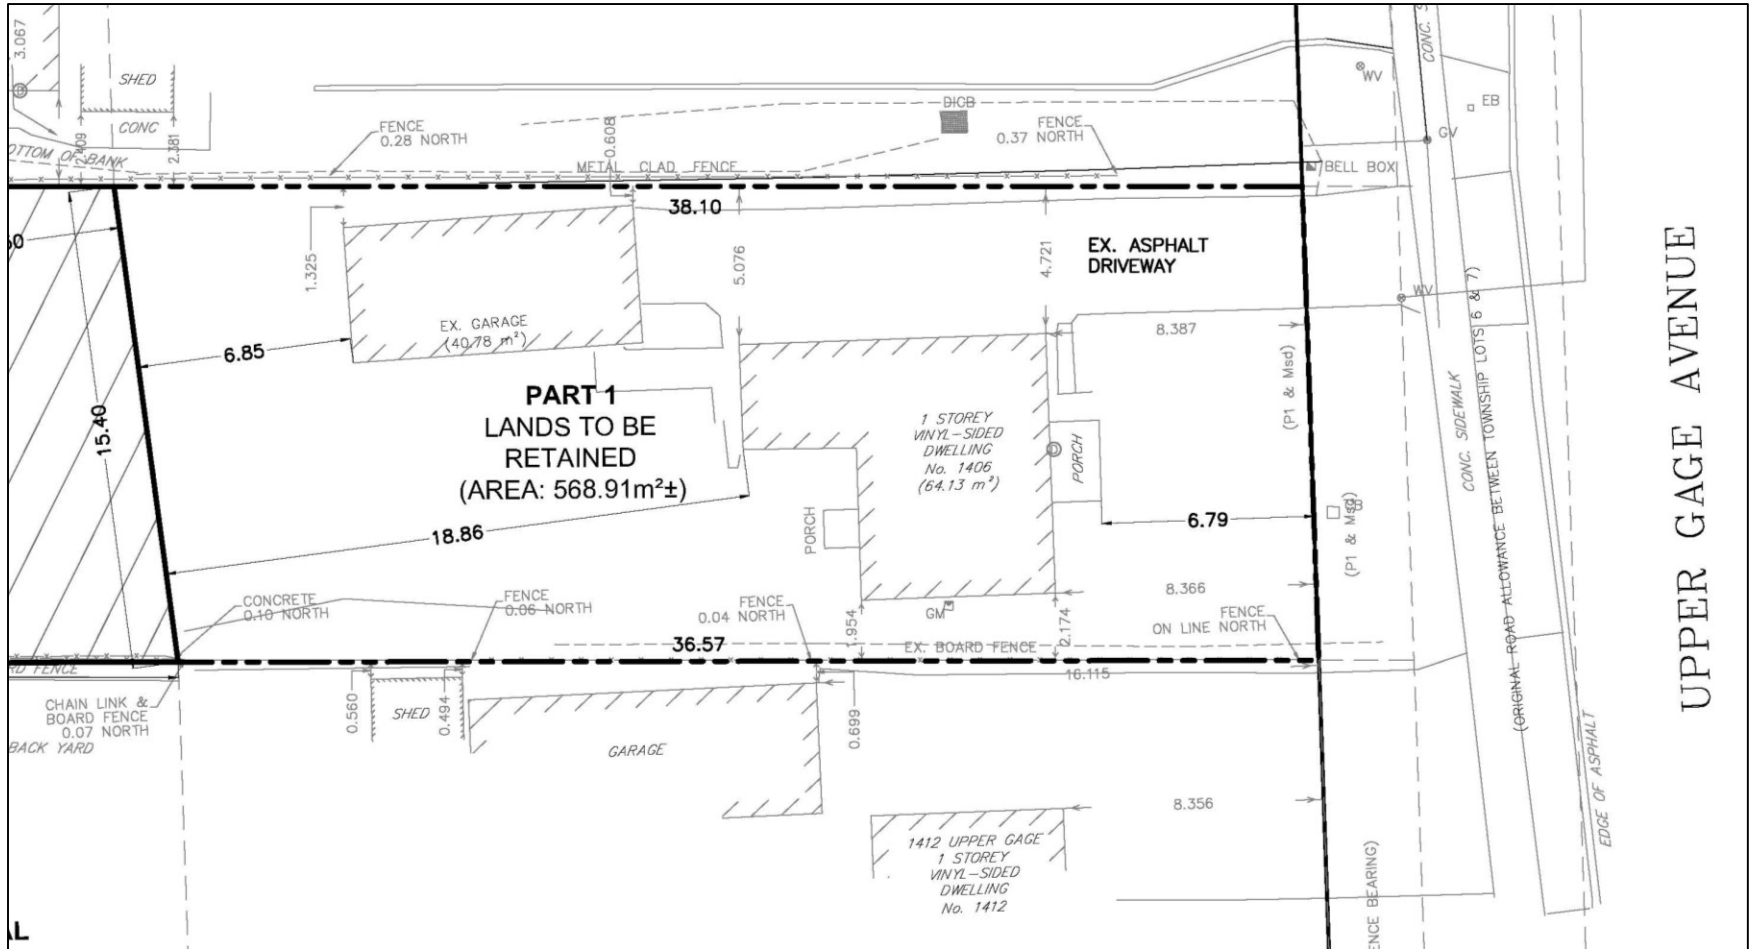 3.067
SHED
CONC
2.409
2.381
OTTOM OF BANK
FENCE
0.28 NORTH
0.608
METAL CLAD FENCE
DICB
FENCE
0.37 NORTH
WV
EB
GV
CONC. S
BELL BOX
38.10
1.325
5.076
4.721
EX. ASPHALT
DRIVEWAY
WV
60
6.85
EX. GARAGE
(40.78 m²)
8.387
(P1 & Msd)
15.40
PART 1
LANDS TO BE
RETAINED
(AREA: 568.91m²±)
1 STOREY
VINYL-SIDED
DWELLING
No. 1406
(64.13 m²)
PORCH
18.86
PORCH
6.79
(P1 & Msd)
CONC. SIDEWALK
(ORIGINAL ROAD ALLOWANCE BETWEEN TOWNSHIP LOTS 6 & 7)
UPPER GAGE AVENUE
CONCRETE
0.10 NORTH
FENCE
0.06 NORTH
FENCE
0.04 NORTH
1.954
GM
2.174
8.366
FENCE
ON LINE NORTH
36.57
EX. BOARD FENCE
RD FENCE
16.115
CHAIN LINK &
BOARD FENCE
0.07 NORTH
BACK YARD
0.560
SHED
0.494
GARAGE
0.699
8.356
1412 UPPER GAGE
1 STOREY
VINYL-SIDED
DWELLING
No. 1412
EDGE OF ASPHALT
ENCE BEARING)
AL